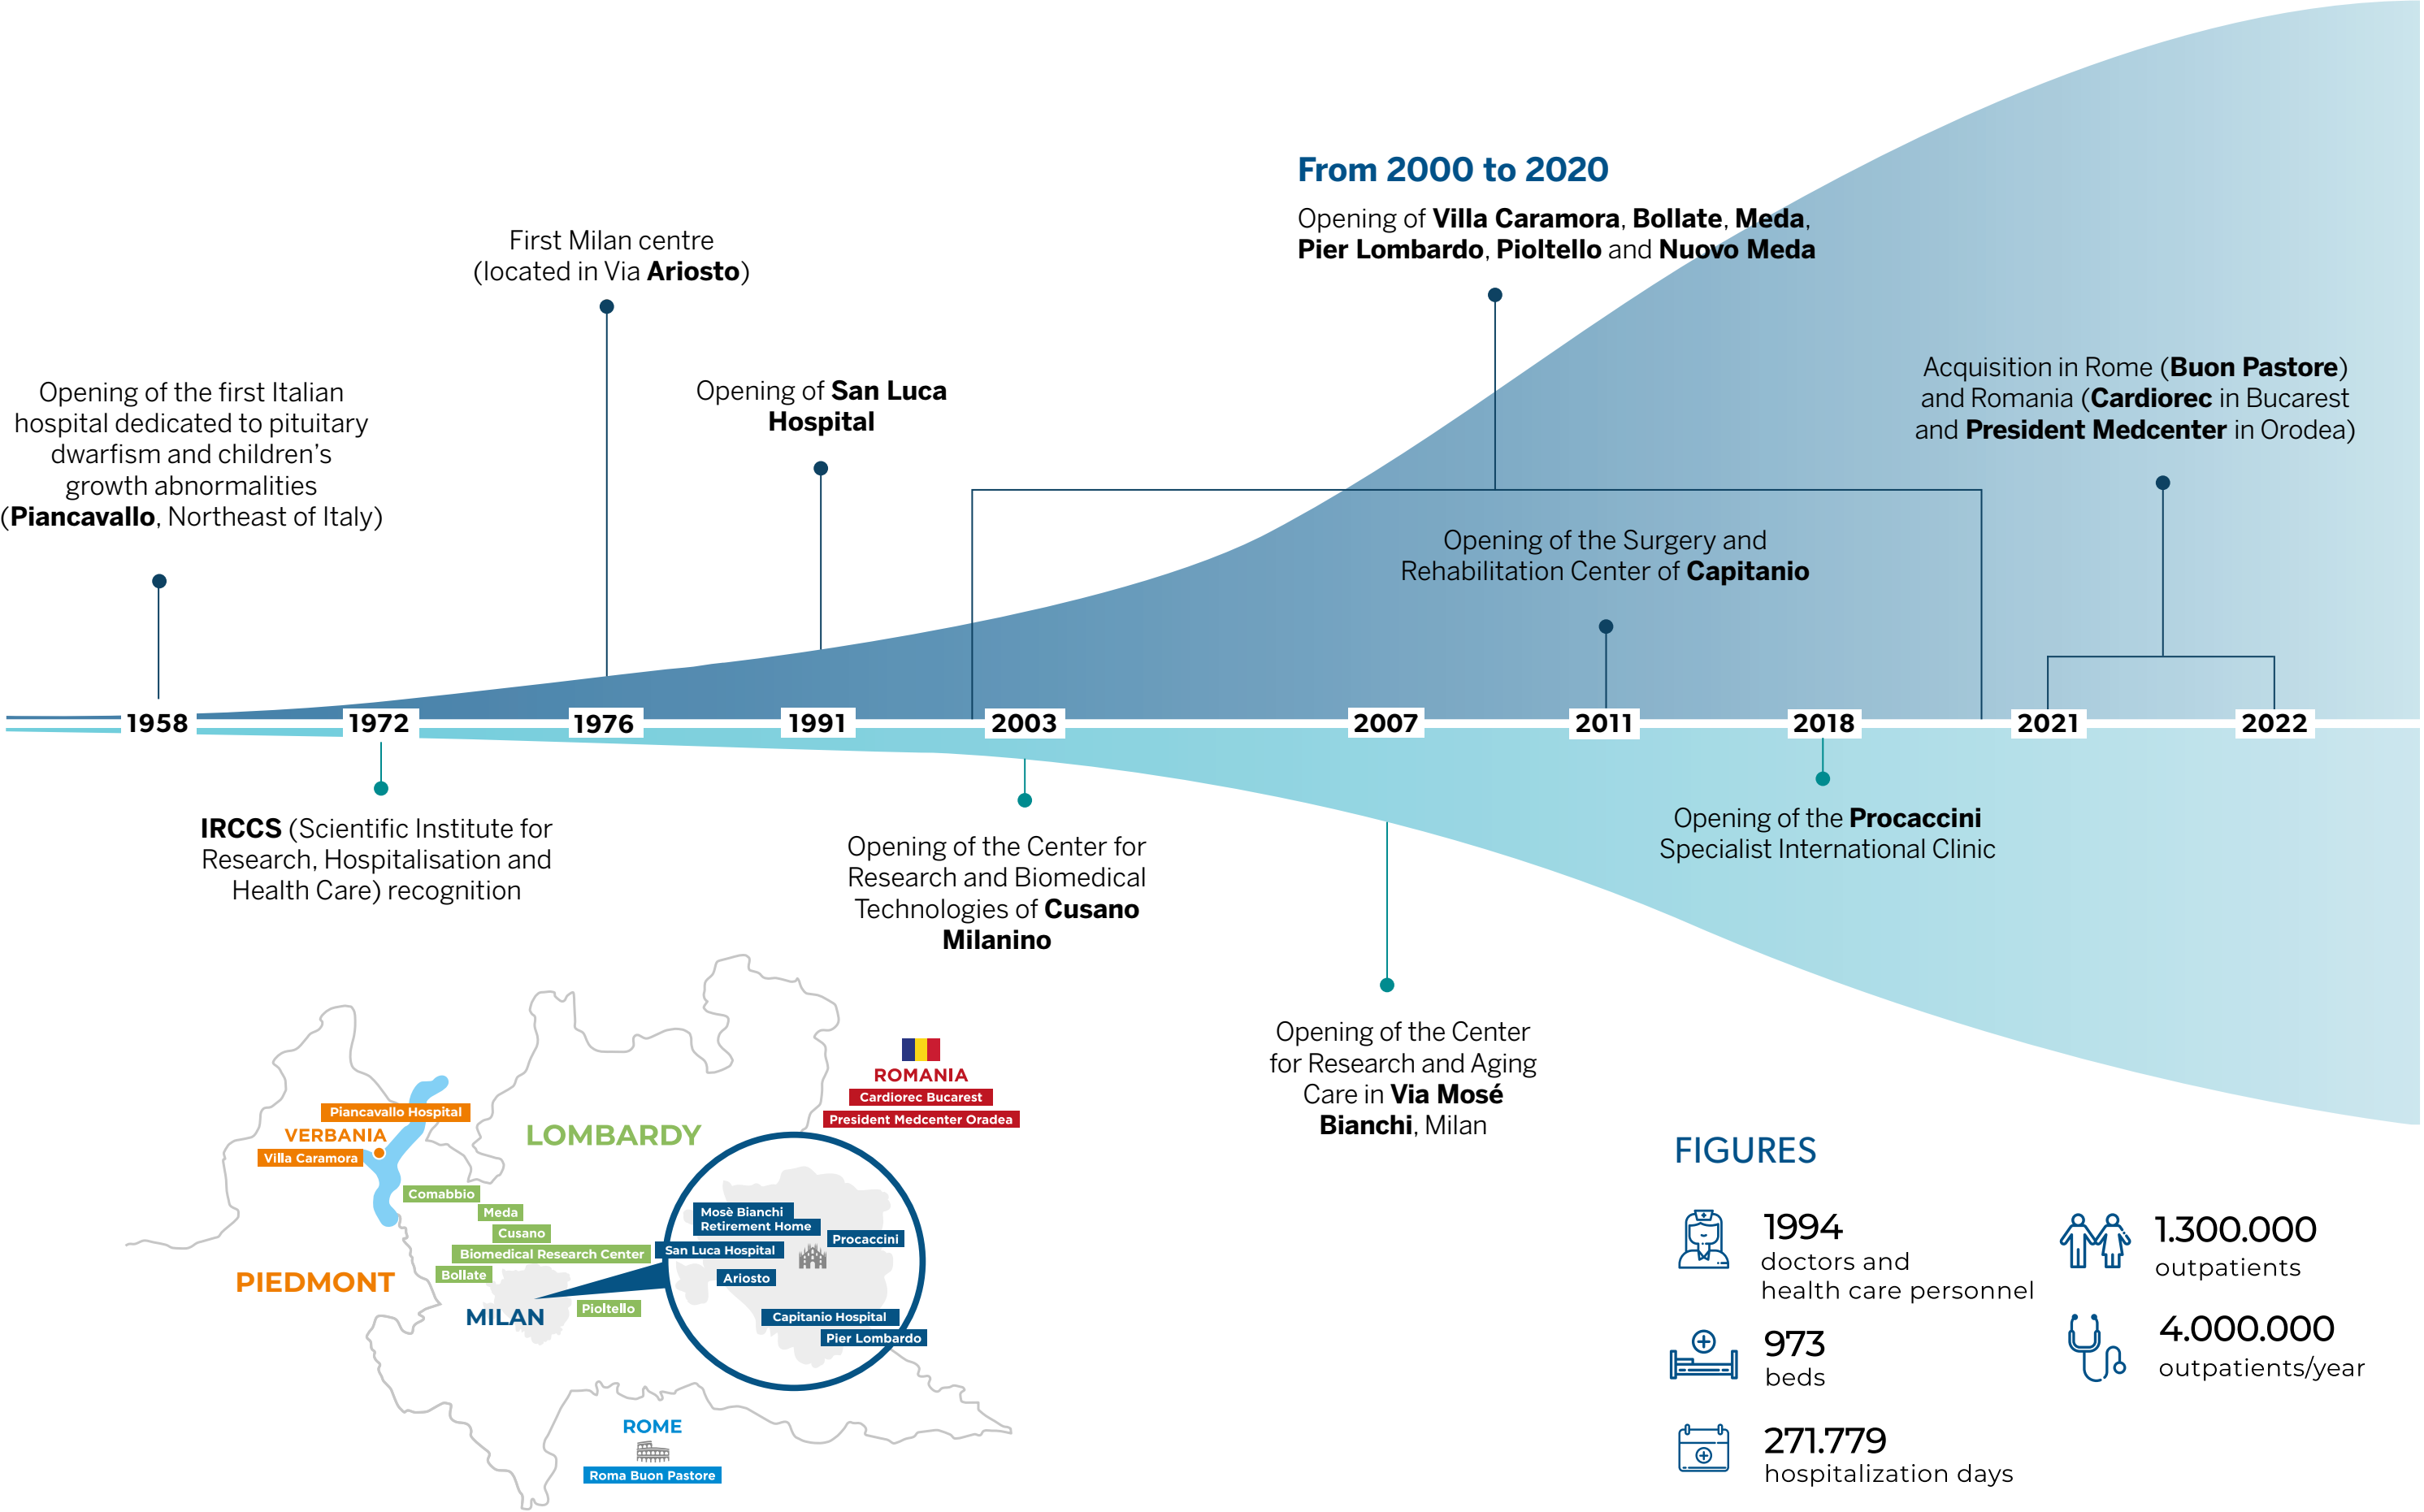 From 2000 to 2020
Opening of Villa Caramora, Bollate, Meda,
Pier Lombardo, Pioltello and Nuovo Meda
First Milan centre
(located in Via Ariosto)
Opening of the first Italian
hospital dedicated to pituitary
dwarfism and children's
growth abnormalities
(Piancavallo, Northeast of Italy)
Opening of San Luca
Hospital
Acquisition in Rome (Buon Pastore)
and Romania (Cardiorec in Bucarest
and President Medcenter in Orodea)
Opening of the Surgery and
Rehabilitation Center of Capitanio
1958 1972 1976 1991 2003 2007 2011 2018 2021 2022
IRCCS (Scientific Institute for
Research, Hospitalisation and
Health Care) recognition
Opening of the Center for
Research and Biomedical
Technologies of Cusano
Milanino
Opening of the Procaccini
Specialist International Clinic
Opening of the Center
for Research and Aging
Care in Via Mosé
Bianchi, Milan
ROMANIA
Cardiorec Bucarest
President Medcenter Oradea
Piancavallo Hospital
VERBANIA
Villa Caramora
LOMBARDY
Comabbio
Meda
Cusano
Biomedical Research Center
Bollate
PIEDMONT
MILAN
Pioltello
Mosè Bianchi
Retirement Home
Procaccini
San Luca Hospital
Ariosto
Capitanio Hospital
Pier Lombardo
ROME
Roma Buon Pastore
FIGURES
1994
doctors and
health care personnel
973
beds
271.779
hospitalization days
1.300.000
outpatients
4.000.000
outpatients/year